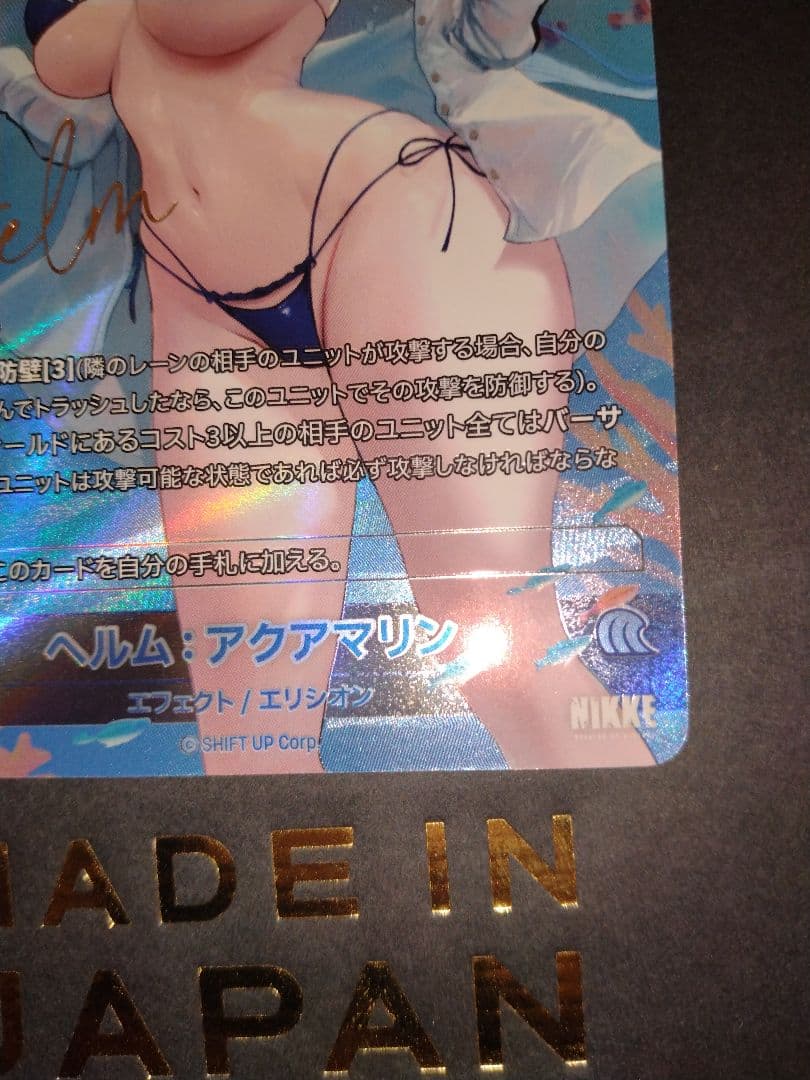 elm
防壁[3](隣のレーンの相手のユニットが攻撃する場合、自分の
んでトラッシュしたなら、このユニットでその攻撃を防御する)。
ールドにあるコスト3以上の相手のユニット全てはバーサ
ユニットは攻撃可能な状態であれば必ず攻撃しなければならな
このカードを自分の手札に加える。
ヘルム：アクアマリン
エフェクト / エリシオン
© SHIFT UP Corp.
NIKKE
MADE IN
JAPAN